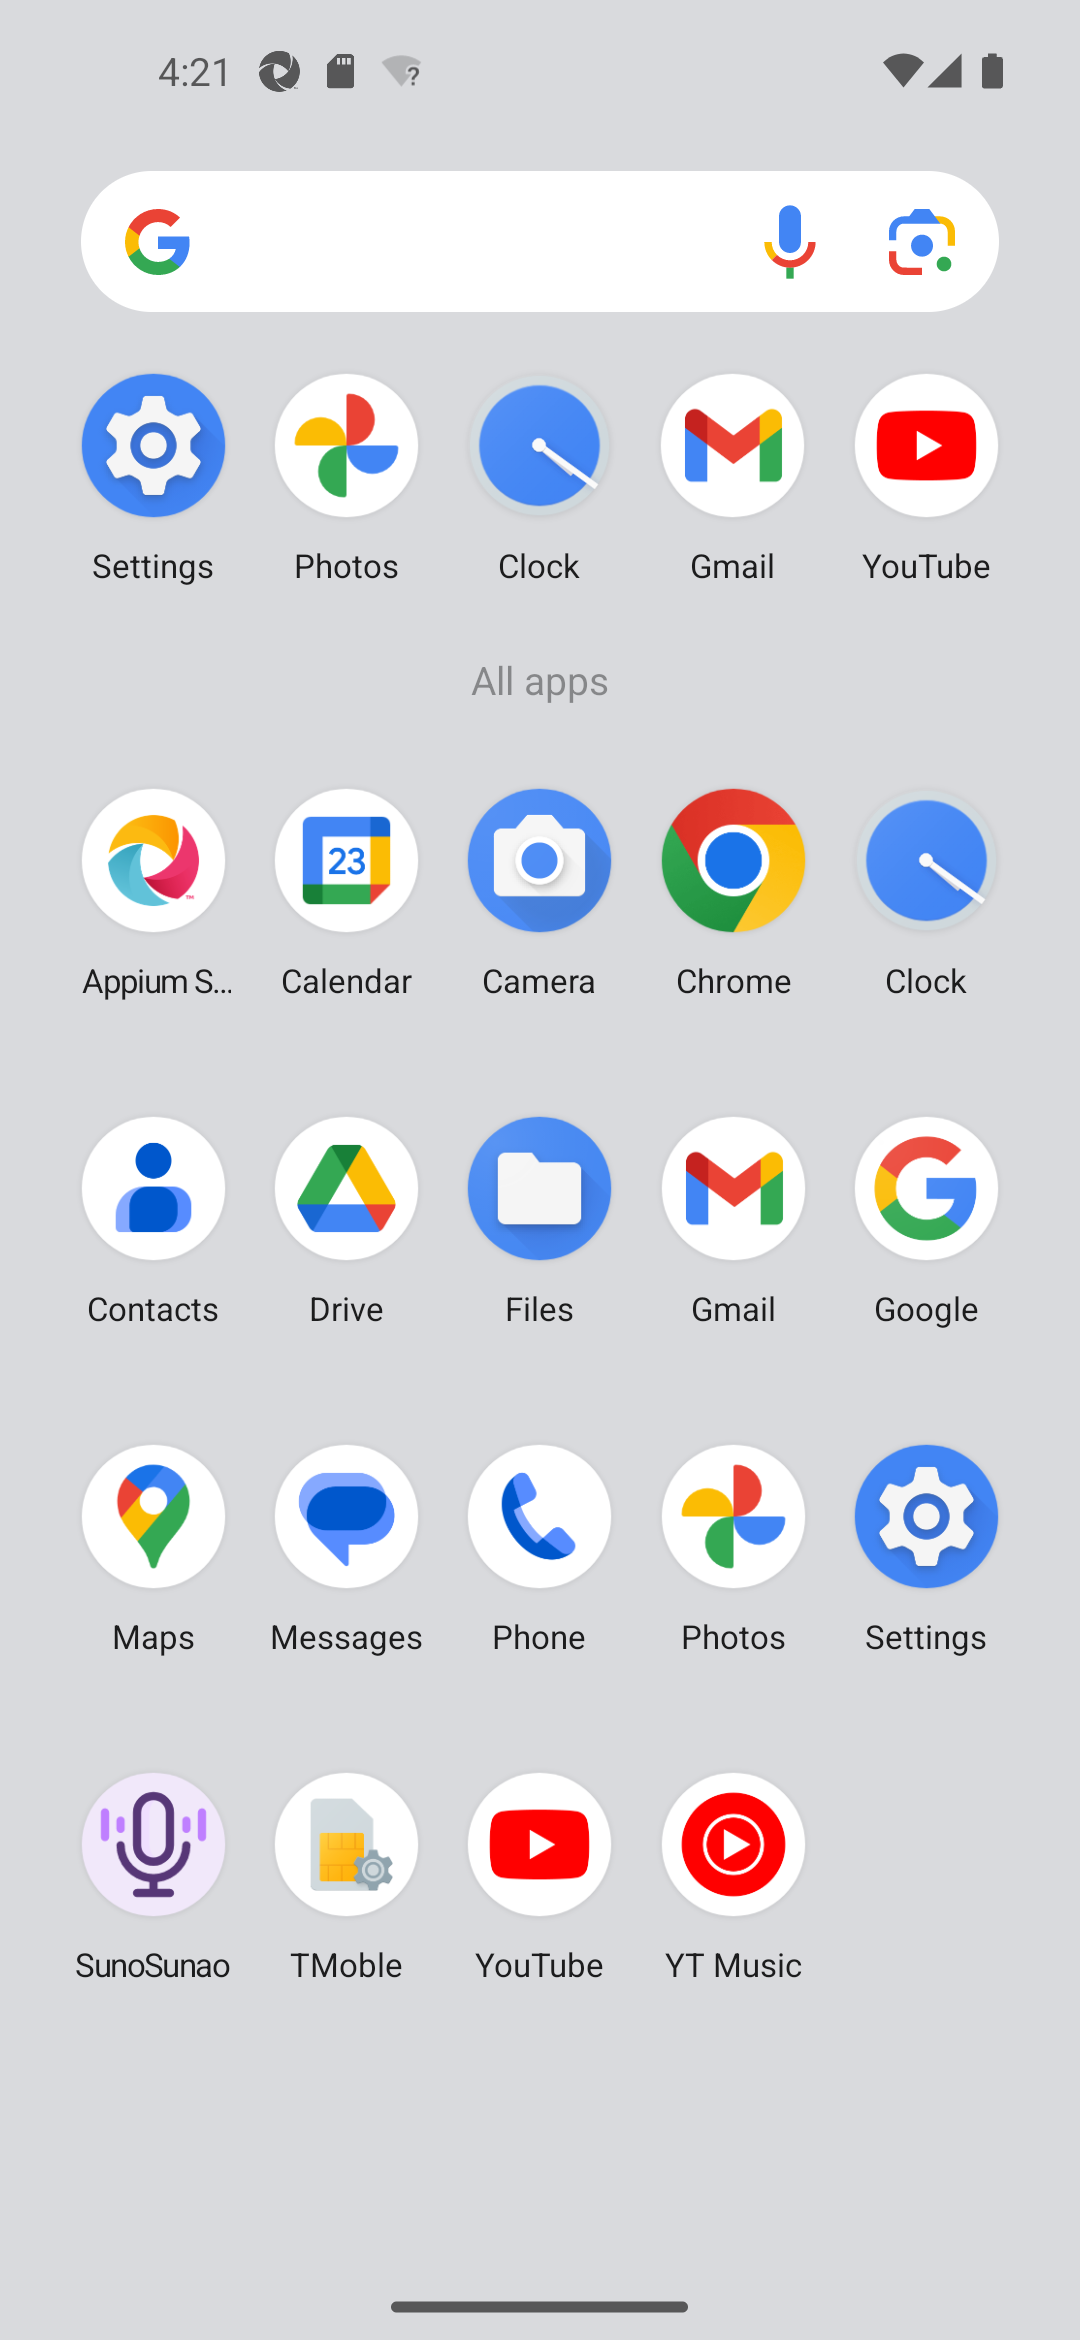 4:21
Settings Photos Clock Gmail YouTube
All apps
23
Appium S... Calendar Camera Chrome Clock
Contacts Drive Files Gmail Google
Maps Messages Phone Photos Settings
SunoSunao TMoble YouTube YT Music